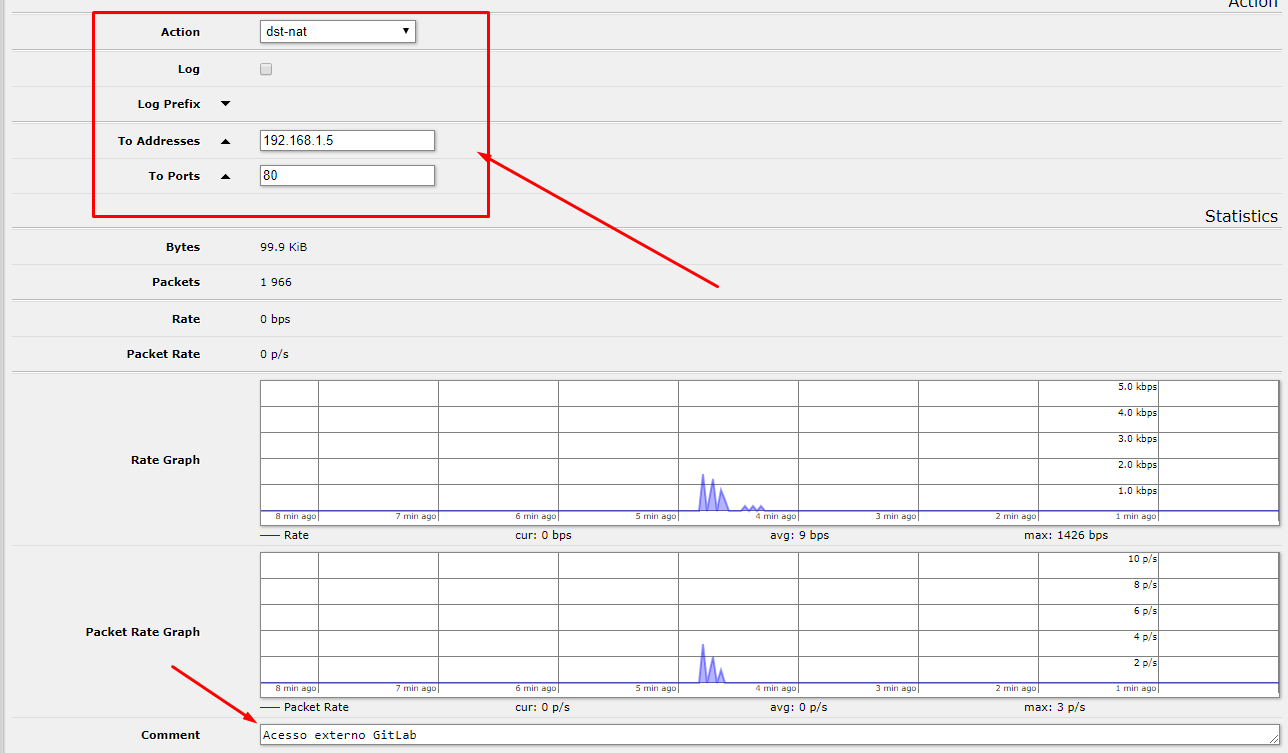 Action
Action dst-nat
Log
Log Prefix
To Addresses 192.168.1.5
To Ports 80
Statistics
Bytes 99.9 KiB
Packets 1 966
Rate 0 bps
Packet Rate 0 p/s
Rate Graph
5.0 kbps
4.0 kbps
3.0 kbps
2.0 kbps
1.0 kbps
8 min ago 7 min ago 6 min ago 5 min ago 4 min ago 3 min ago 2 min ago 1 min ago
Rate cur: 0 bps avg: 9 bps max: 1426 bps
Packet Rate Graph
10 p/s
8 p/s
6 p/s
4 p/s
2 p/s
8 min ago 7 min ago 6 min ago 5 min ago 4 min ago 3 min ago 2 min ago 1 min ago
Packet Rate cur: 0 p/s avg: 0 p/s max: 3 p/s
Comment Acesso externo GitLab